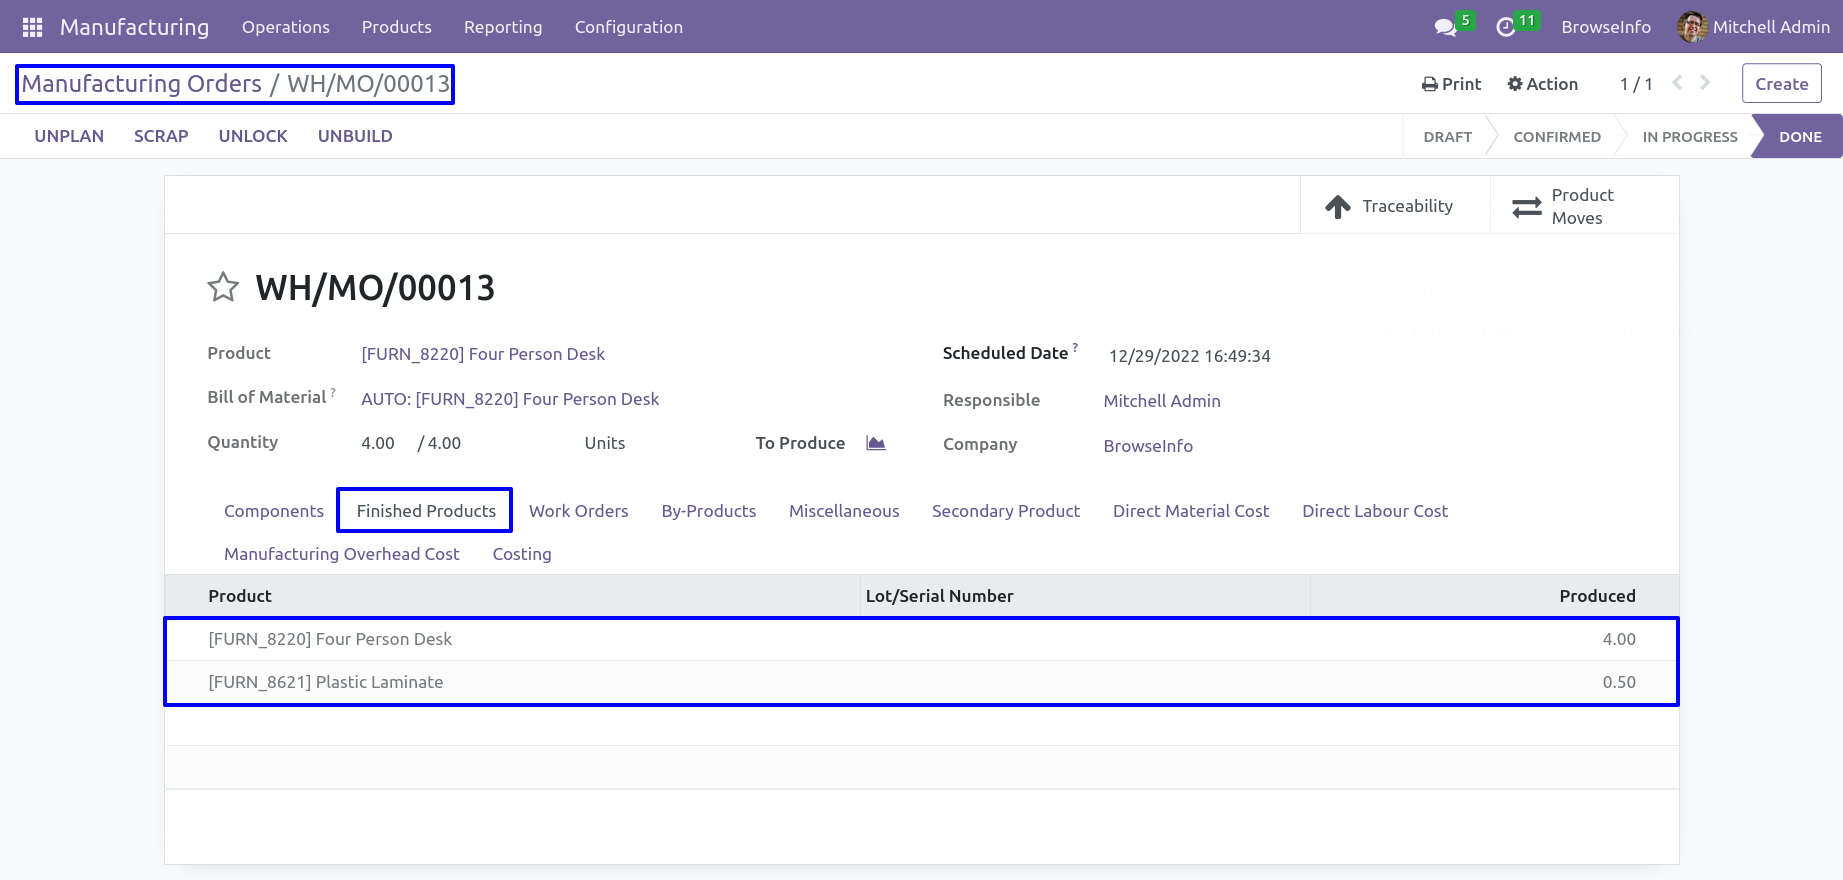 Manufacturing Operations Products Reporting Configuration 5 11 BrowseInfo Mitchell Admin
Manufacturing Orders / WH/MO/00013 Print Action 1 / 1 Create
UNPLAN SCRAP UNLOCK UNBUILD DRAFT CONFIRMED IN PROGRESS DONE
Traceability Product
Moves
WH/MO/00013
Product [FURN_8220] Four Person Desk Scheduled Date ? 12/29/2022 16:49:34
Bill of Material ? AUTO: [FURN_8220] Four Person Desk Responsible Mitchell Admin
Quantity 4.00 / 4.00 Units To Produce Company BrowseInfo
Components Finished Products Work Orders By-Products Miscellaneous Secondary Product Direct Material Cost Direct Labour Cost
Manufacturing Overhead Cost Costing
Product Lot/Serial Number Produced
[FURN_8220] Four Person Desk 4.00
[FURN_8621] Plastic Laminate 0.50